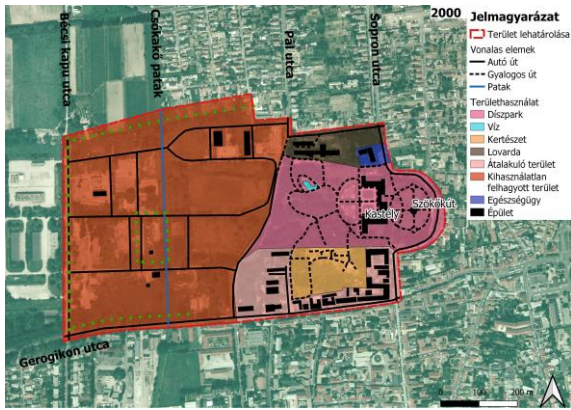 2000
Jelmagyarázat
Terület lehatárolása
Vonalas elemek
Autó út
Gyalogos út
Patak
Területhasználat
Díszpark
Víz
Kertészet
Lovarda
Átalakuló terület
Kihasználatlan
felhagyott terület
Egészségügy
Épület
Bécsi kapu utca
Csókakő patak
Pál utca
Sopron utca
Kastély
Szökőkút
Gerogikon utca
0 100 200 m